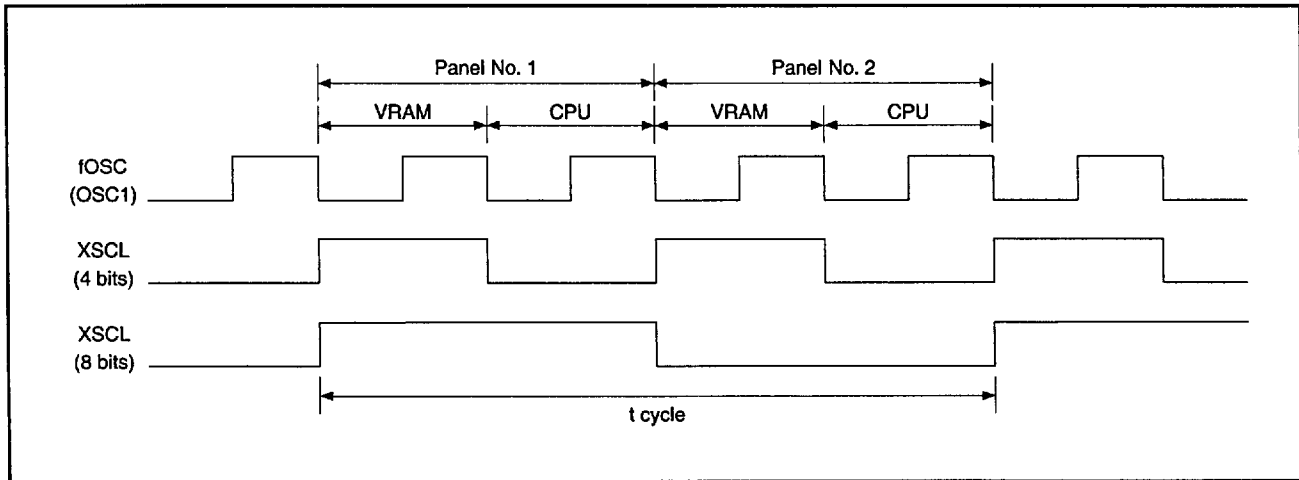 Panel No. 1
Panel No. 2
VRAM
CPU
VRAM
CPU
fOSC
(OSC1)
XSCL
(4 bits)
XSCL
(8 bits)
t cycle